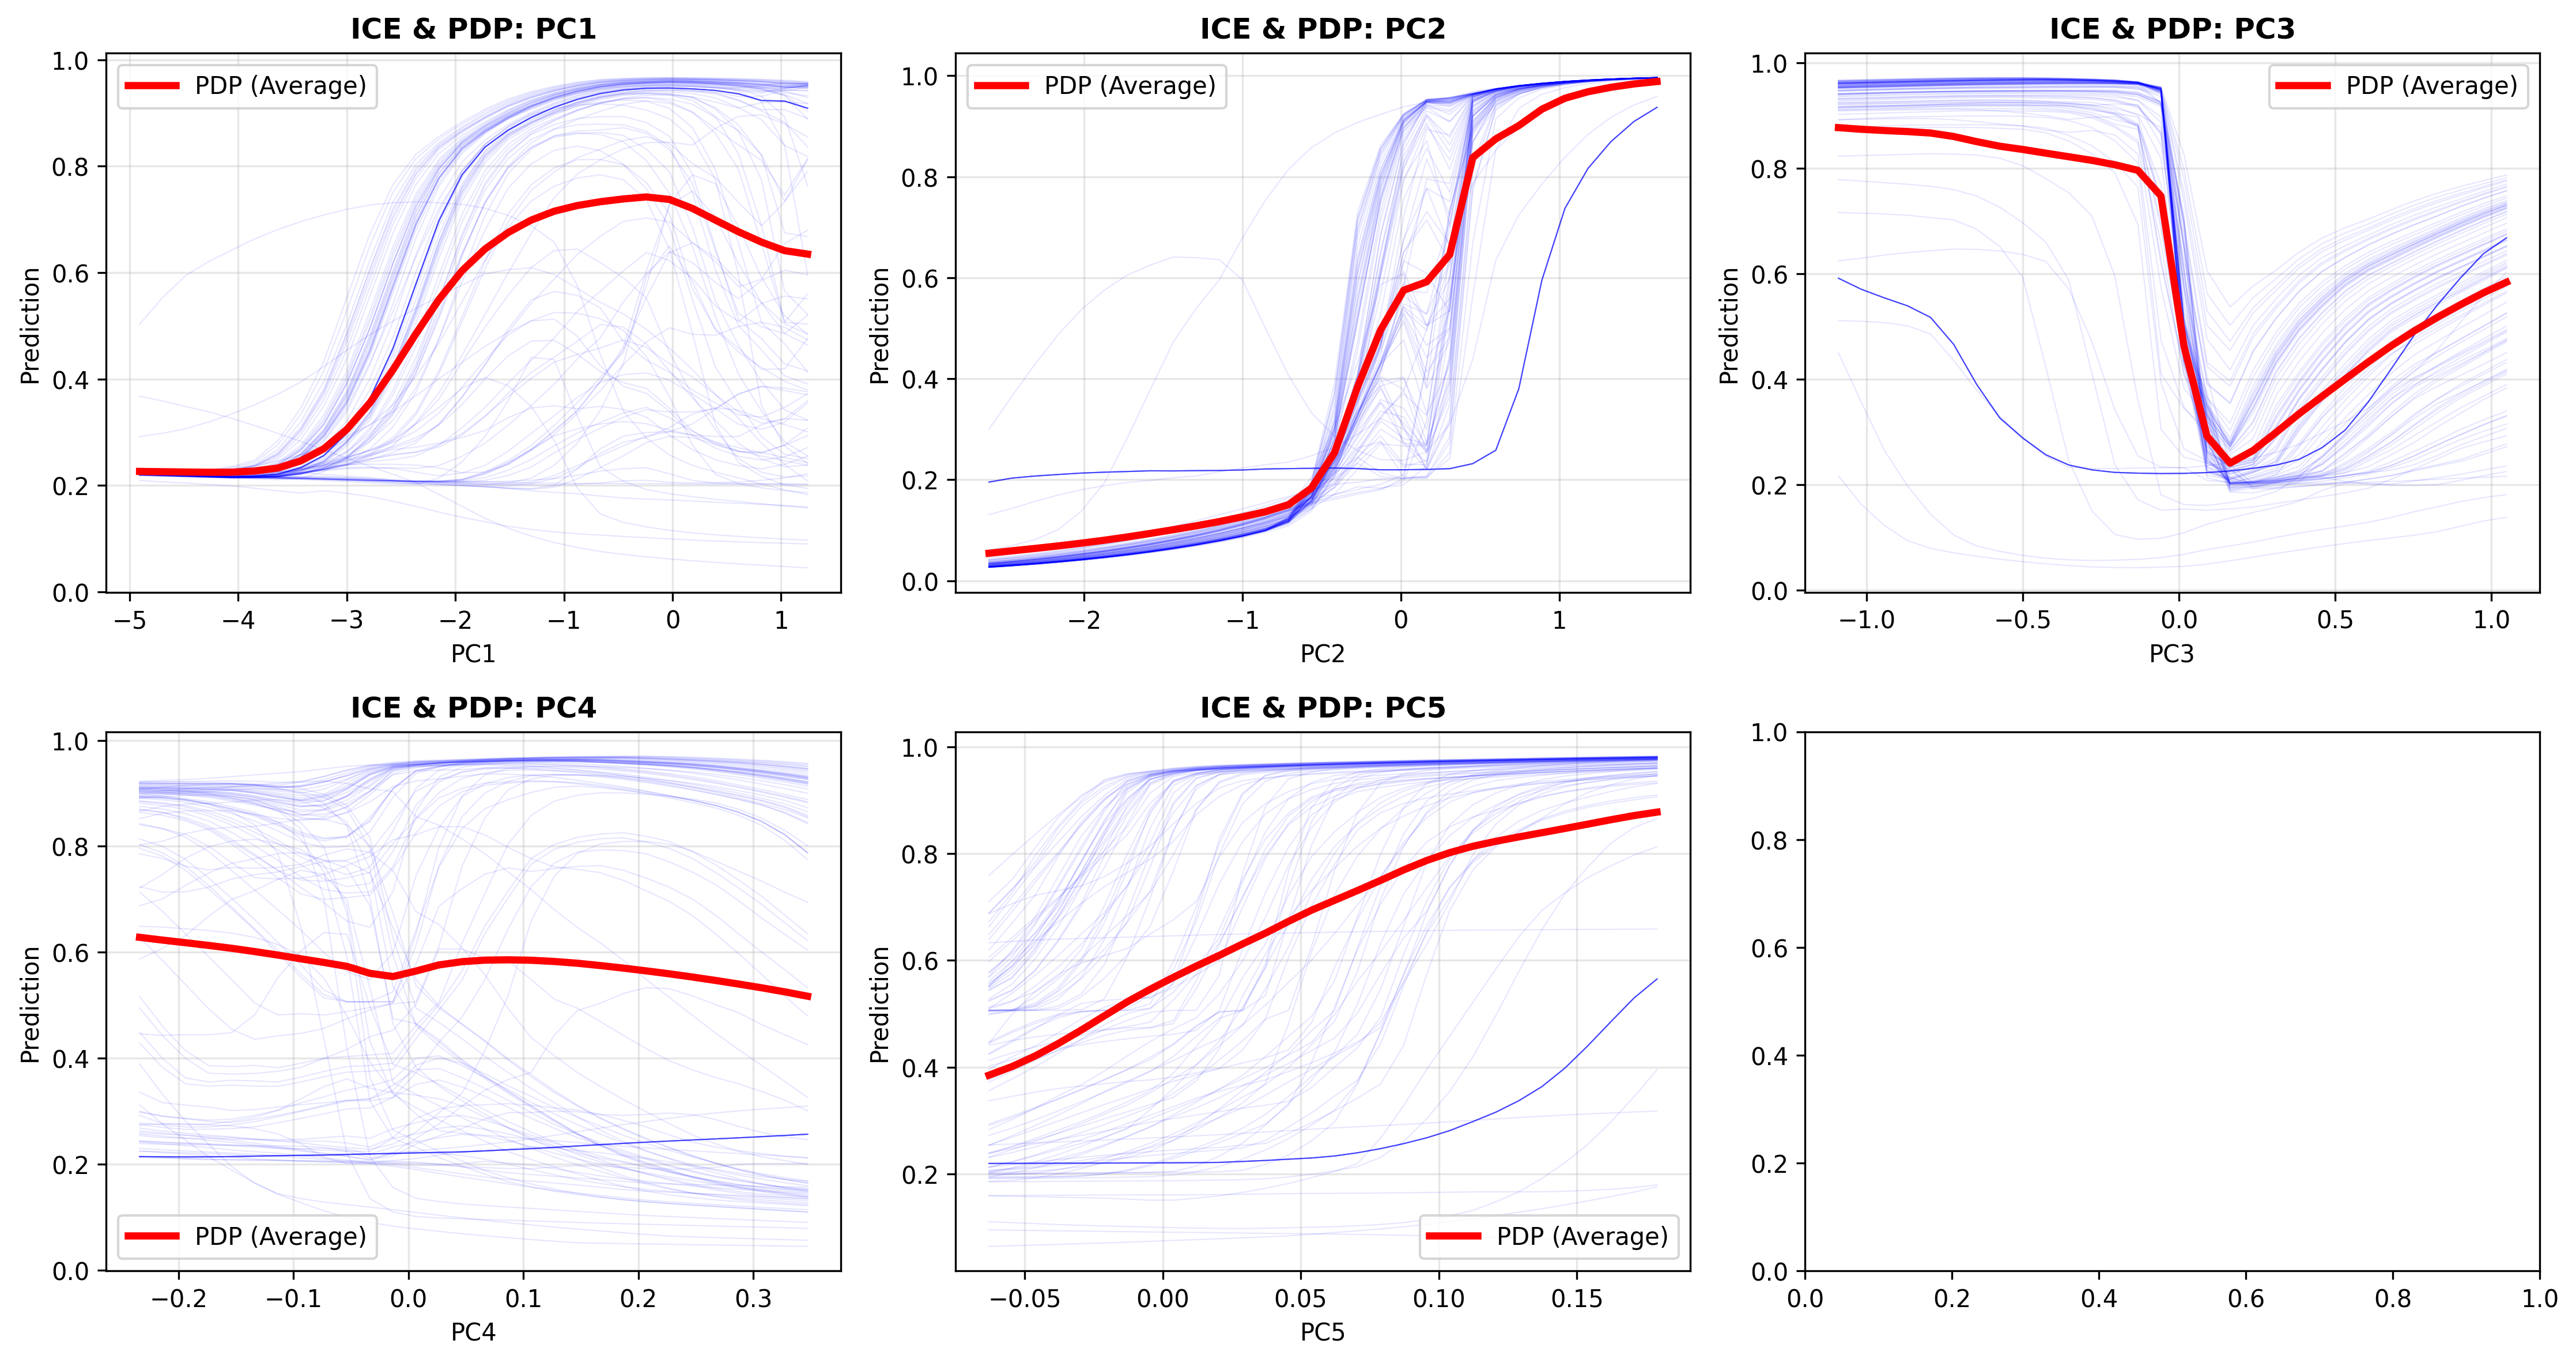 ICE & PDP: PC1
1.0
0.8
0.6
0.4
0.2
0.0
Prediction
PDP (Average)
−5 −4 −3 −2 −1 0 1
PC1
ICE & PDP: PC2
1.0
0.8
0.6
0.4
0.2
0.0
Prediction
PDP (Average)
−2 −1 0 1
PC2
ICE & PDP: PC3
1.0
0.8
0.6
0.4
0.2
0.0
Prediction
PDP (Average)
−1.0 −0.5 0.0 0.5 1.0
PC3
ICE & PDP: PC4
1.0
0.8
0.6
0.4
0.2
0.0
Prediction
PDP (Average)
−0.2 −0.1 0.0 0.1 0.2 0.3
PC4
ICE & PDP: PC5
1.0
0.8
0.6
0.4
0.2
Prediction
PDP (Average)
−0.05 0.00 0.05 0.10 0.15
PC5
1.0
0.8
0.6
0.4
0.2
0.0
0.0 0.2 0.4 0.6 0.8 1.0